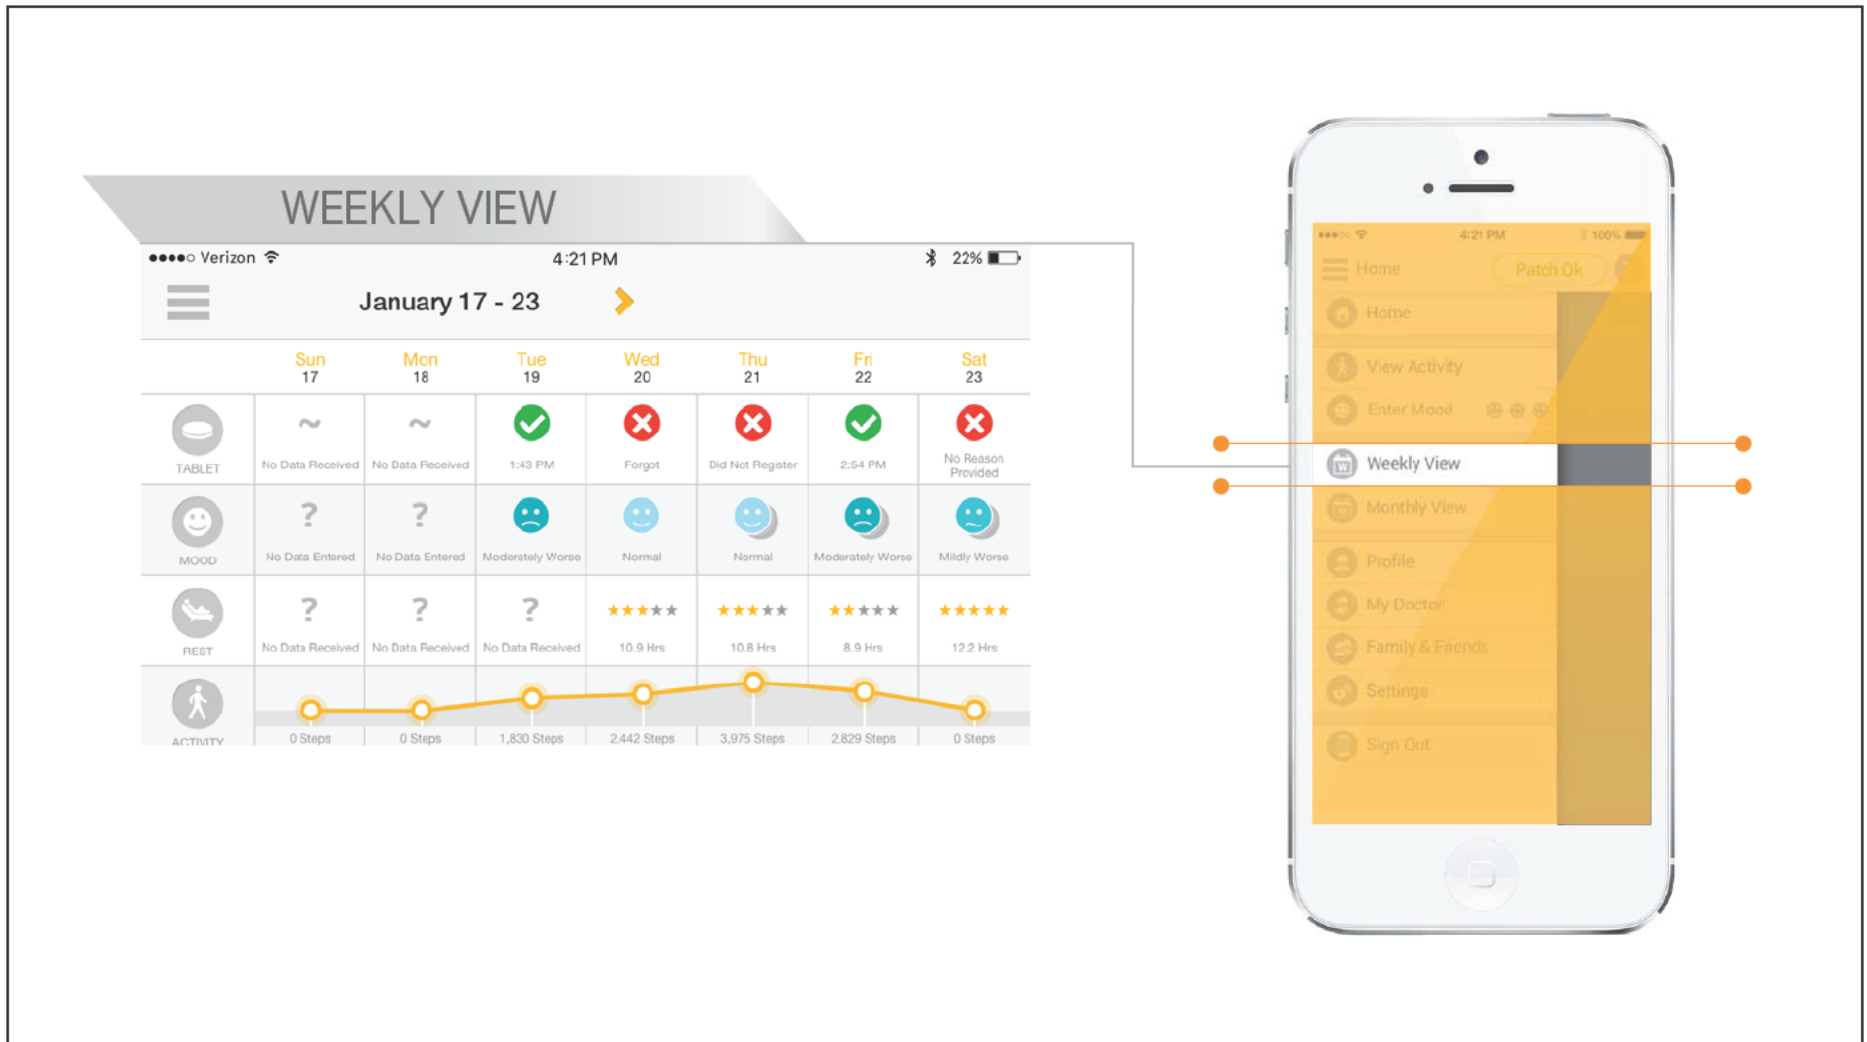 WEEKLY VIEW
Verizon 4:21 PM 22%
January 17 - 23
Sun Mon Tue Wed Thu Fri Sat
17 18 19 20 21 22 23
TABLET
No Data Received No Data Received 1:43 PM Forgot Did Not Register 2:54 PM No Reason Provided
MOOD
? ?
No Data Entered No Data Entered Moderately Worse Normal Normal Moderately Worse Mildly Worse
REST
? ? ?
No Data Received No Data Received No Data Received 10.9 Hrs 10.8 Hrs 8.9 Hrs 12.2 Hrs
ACTIVITY
0 Steps 0 Steps 1,830 Steps 2,442 Steps 3,975 Steps 2,829 Steps 0 Steps
4:21 PM 100%
Home Patch Ok
Home
View Activity
Enter Mood
W Weekly View
Monthly View
Profile
My Doctor
Family & Friends
Settings
Sign Out